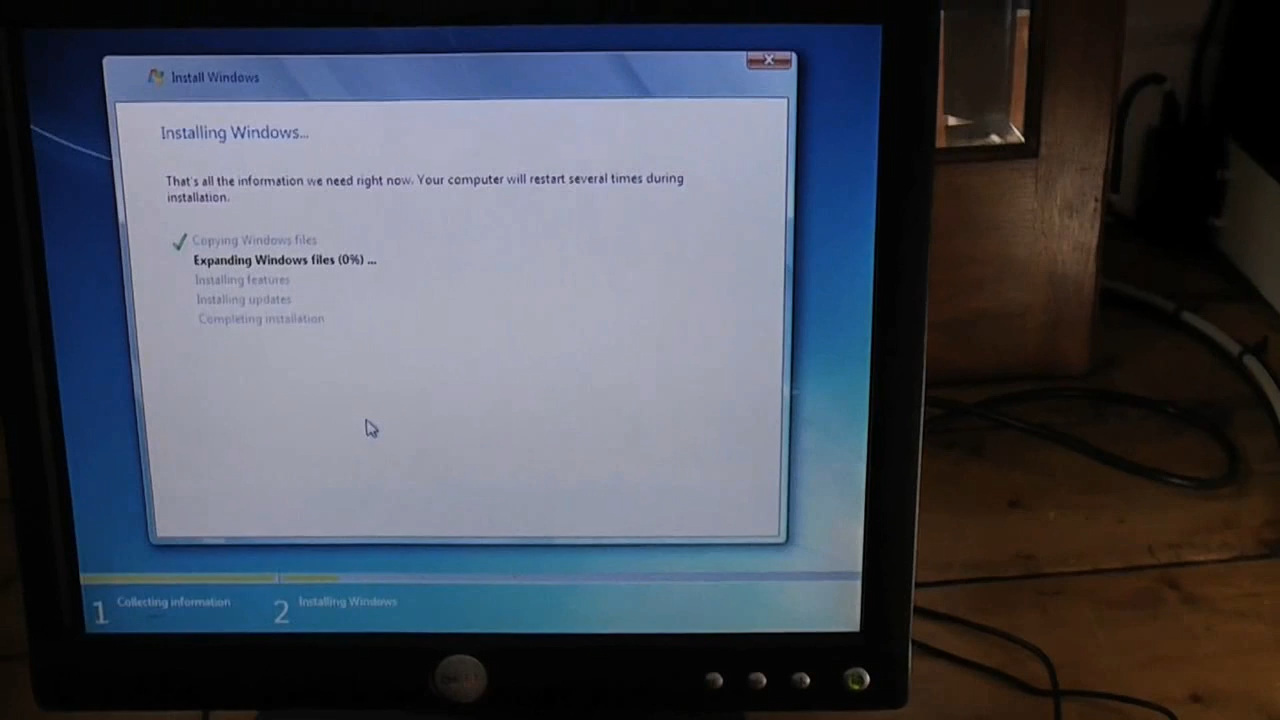 Install Windows
Installing Windows...
That's all the information we need right now. Your computer will restart several times during
installation.
Copying Windows files
Expanding Windows files (0%) ...
Installing features
Installing updates
Completing installation
1 Collecting information
2 Installing Windows
DELL